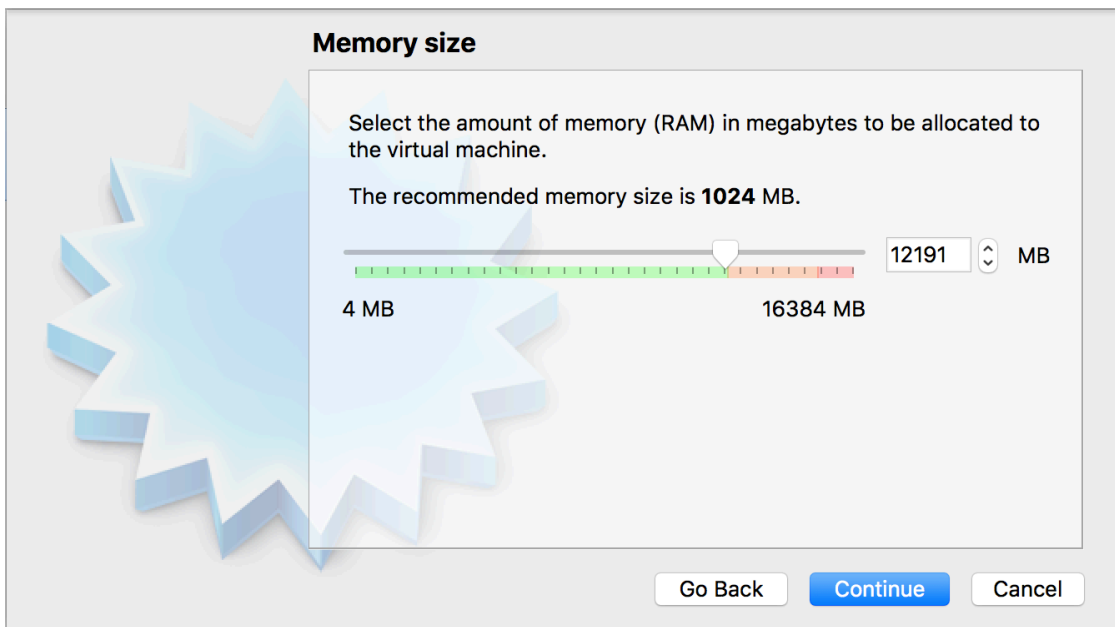 Memory size
Select the amount of memory (RAM) in megabytes to be allocated to
the virtual machine.
The recommended memory size is 1024 MB.
12191 MB
4 MB 16384 MB
Go Back Continue Cancel